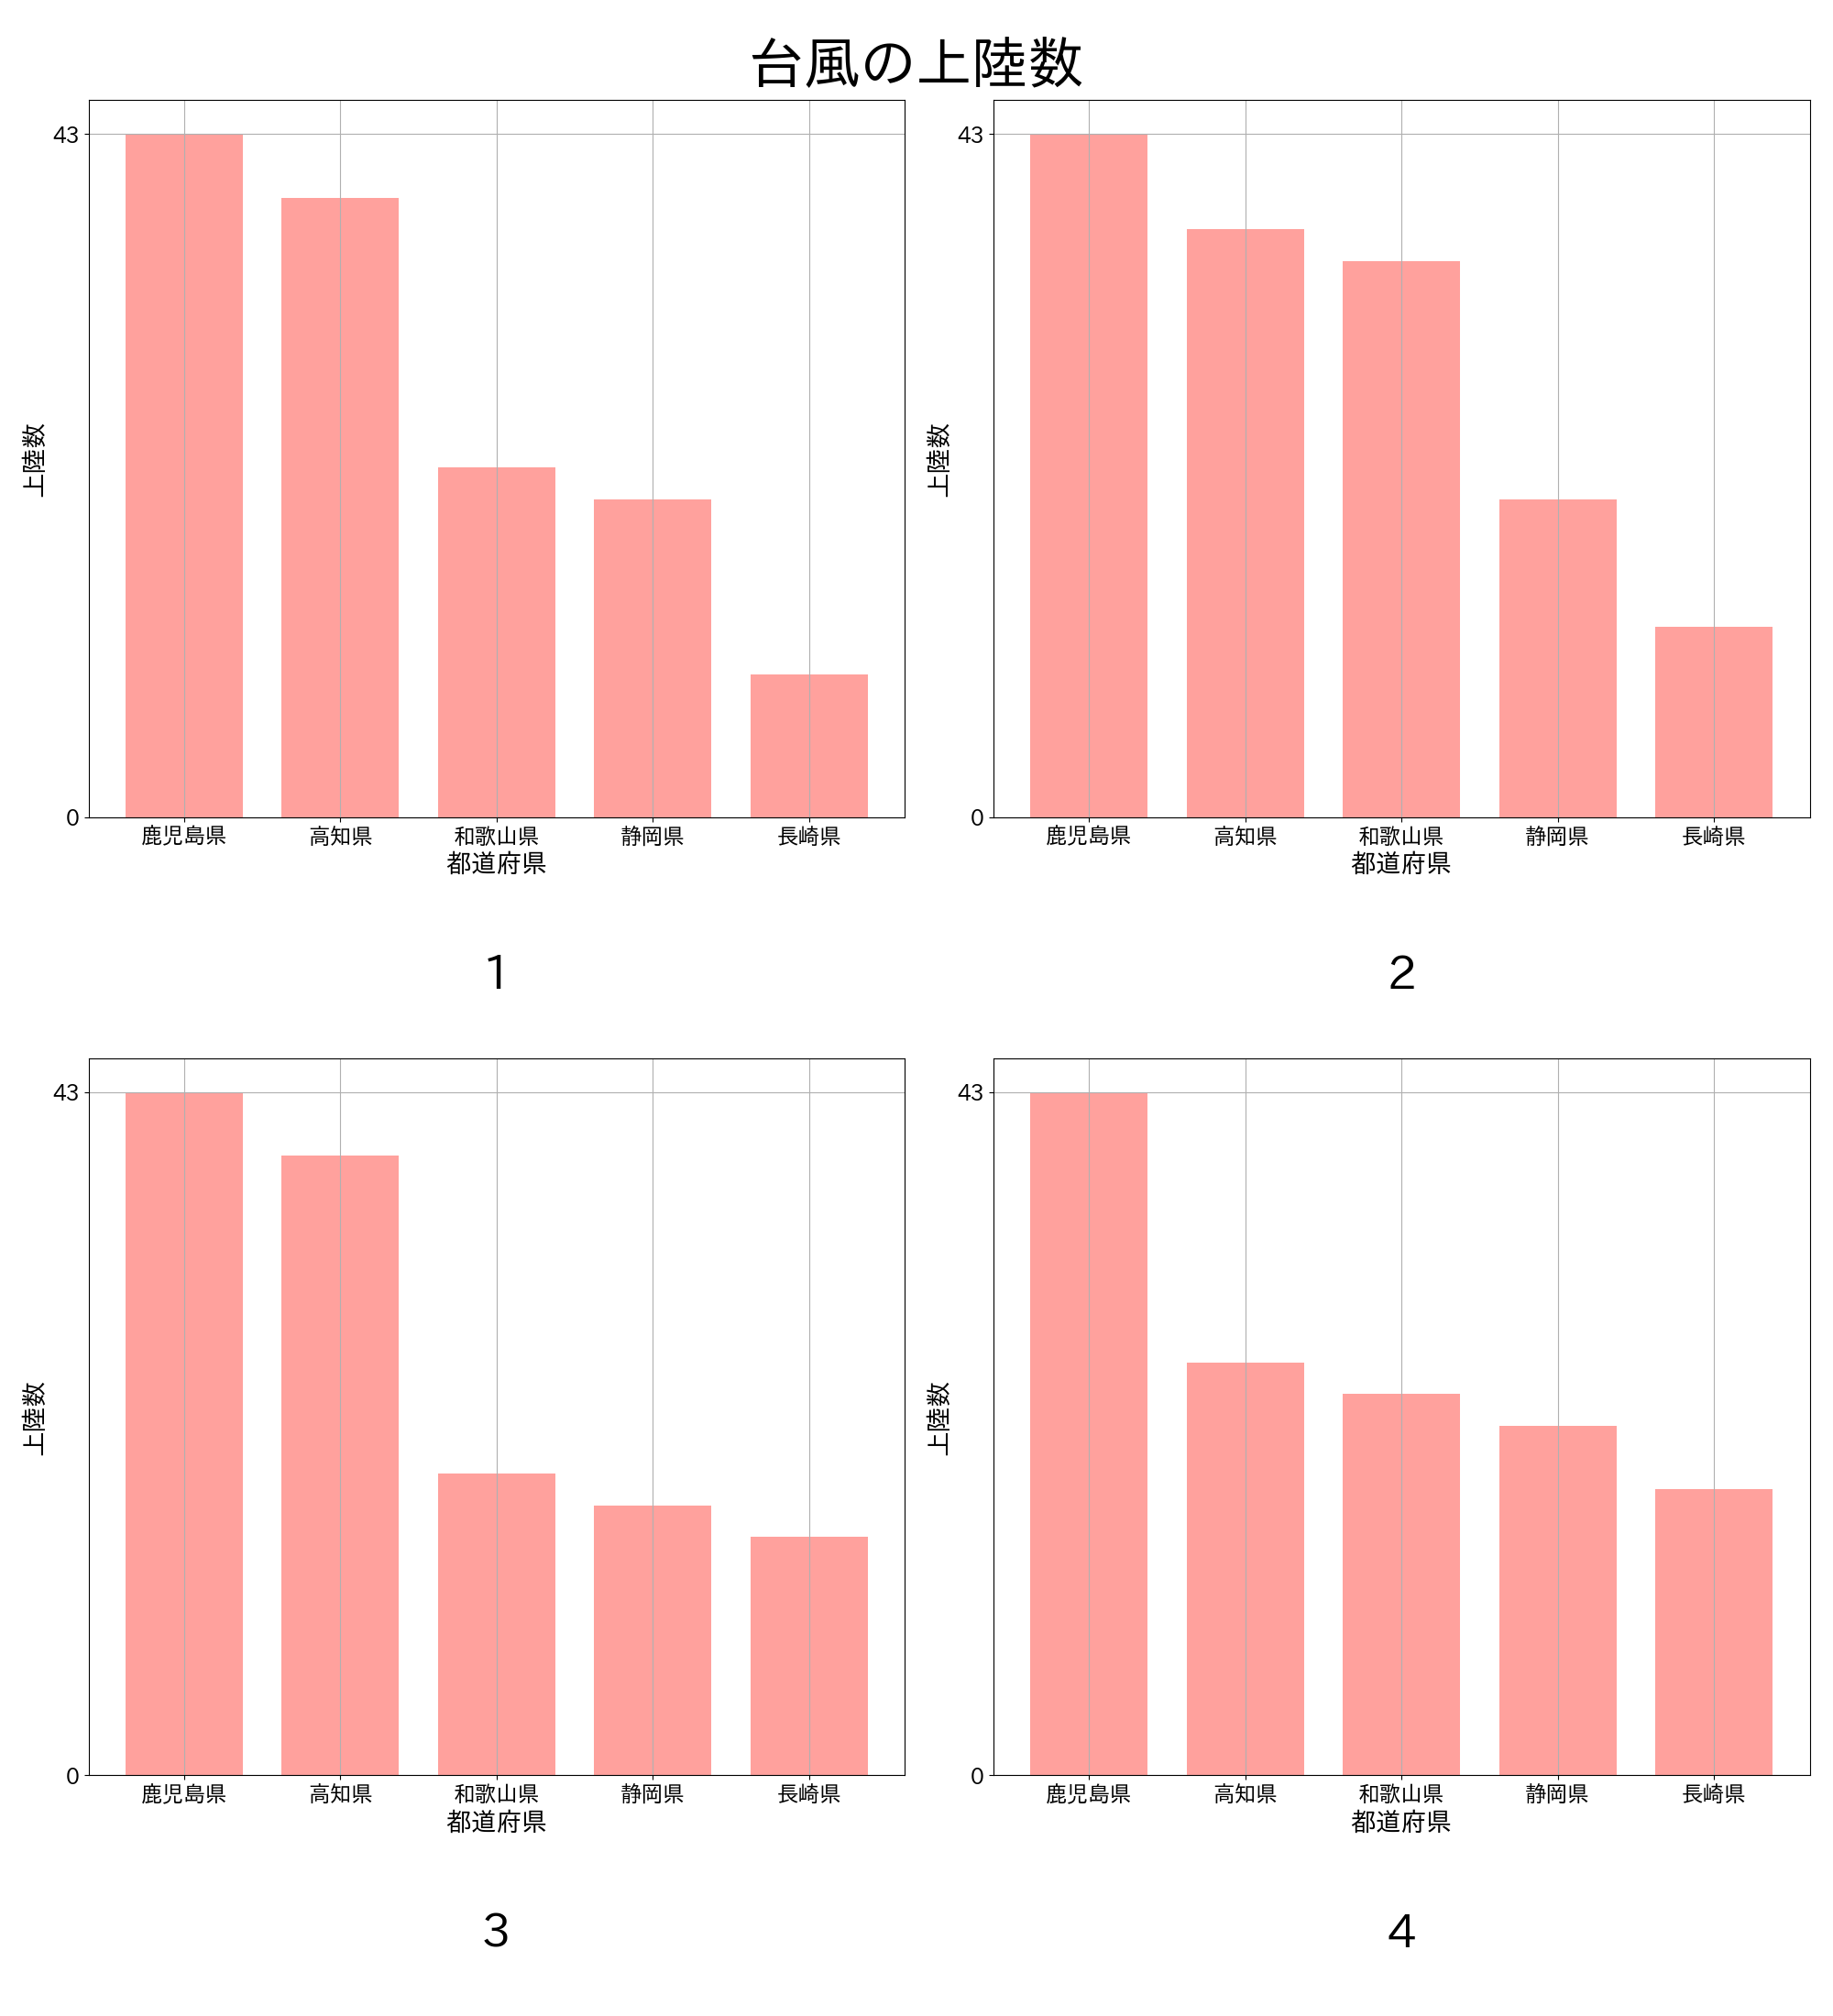 台風の上陸数
43
0
上陸数
鹿児島県 高知県 和歌山県 静岡県 長崎県
都道府県
1
43
0
上陸数
鹿児島県 高知県 和歌山県 静岡県 長崎県
都道府県
2
43
0
上陸数
鹿児島県 高知県 和歌山県 静岡県 長崎県
都道府県
3
43
0
上陸数
鹿児島県 高知県 和歌山県 静岡県 長崎県
都道府県
4